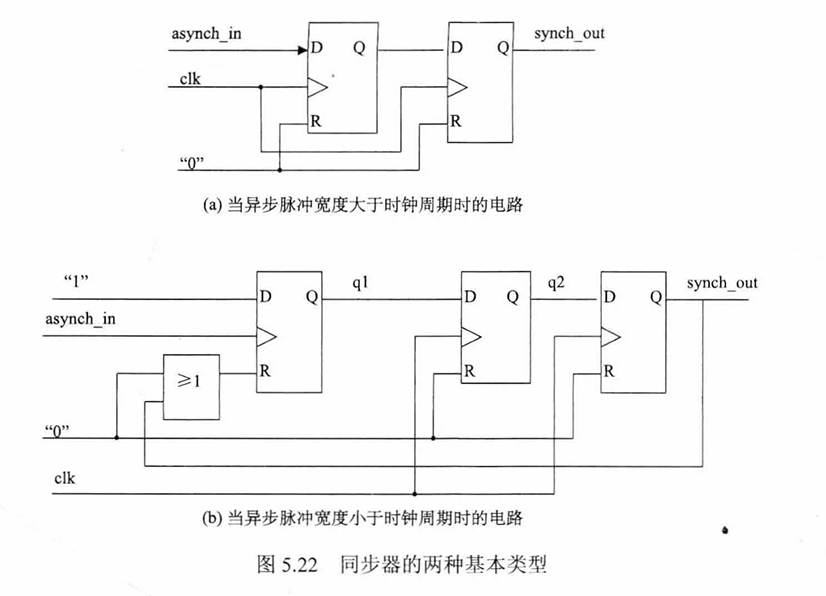 asynch_in
D Q D Q synch_out
clk
R R
“0”
(a) 当异步脉冲宽度大于时钟周期时的电路
“1” q1 q2 synch_out
D Q D Q D Q
asynch_in
≥1 R R R
“0”
clk
(b) 当异步脉冲宽度小于时钟周期时的电路
图 5.22 同步器的两种基本类型